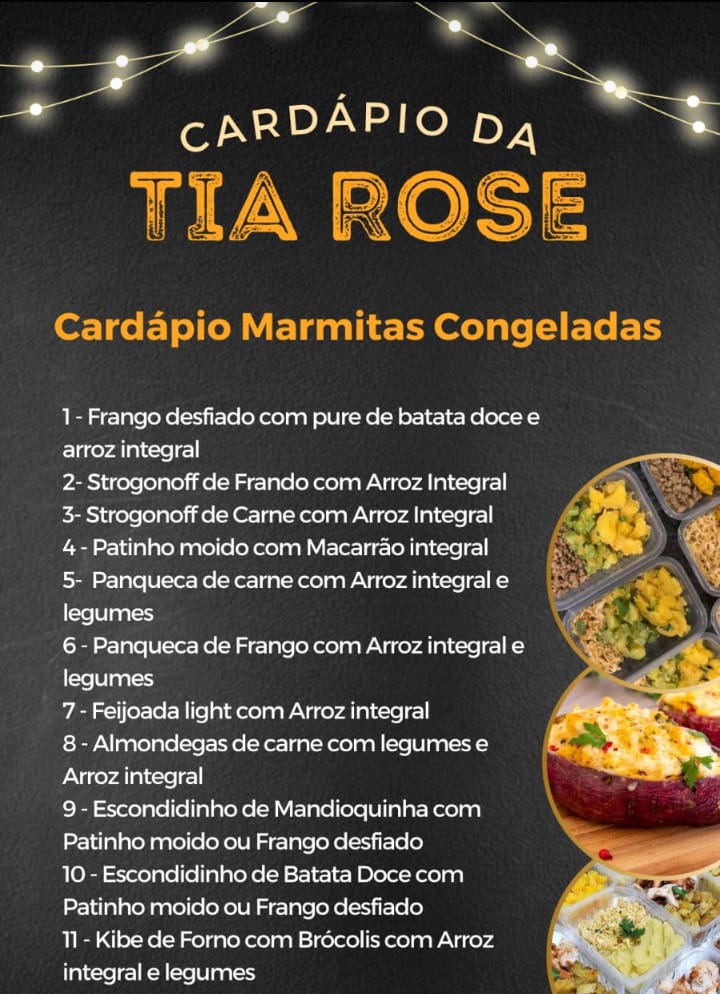 CARDÁPIO DA
TIA ROSE
Cardápio Marmitas Congeladas
1 - Frango desfiado com pure de batata doce e
arroz integral
2- Strogonoff de Frando com Arroz Integral
3- Strogonoff de Carne com Arroz Integral
4 - Patinho moido com Macarrão integral
5- Panqueca de carne com Arroz integral e
legumes
6 - Panqueca de Frango com Arroz integral e
legumes
7 - Feijoada light com Arroz integral
8 - Almondegas de carne com legumes e
Arroz integral
9 - Escondidinho de Mandioquinha com
Patinho moido ou Frango desfiado
10 - Escondidinho de Batata Doce com
Patinho moido ou Frango desfiado
11 - Kibe de Forno com Brócolis com Arroz
integral e legumes